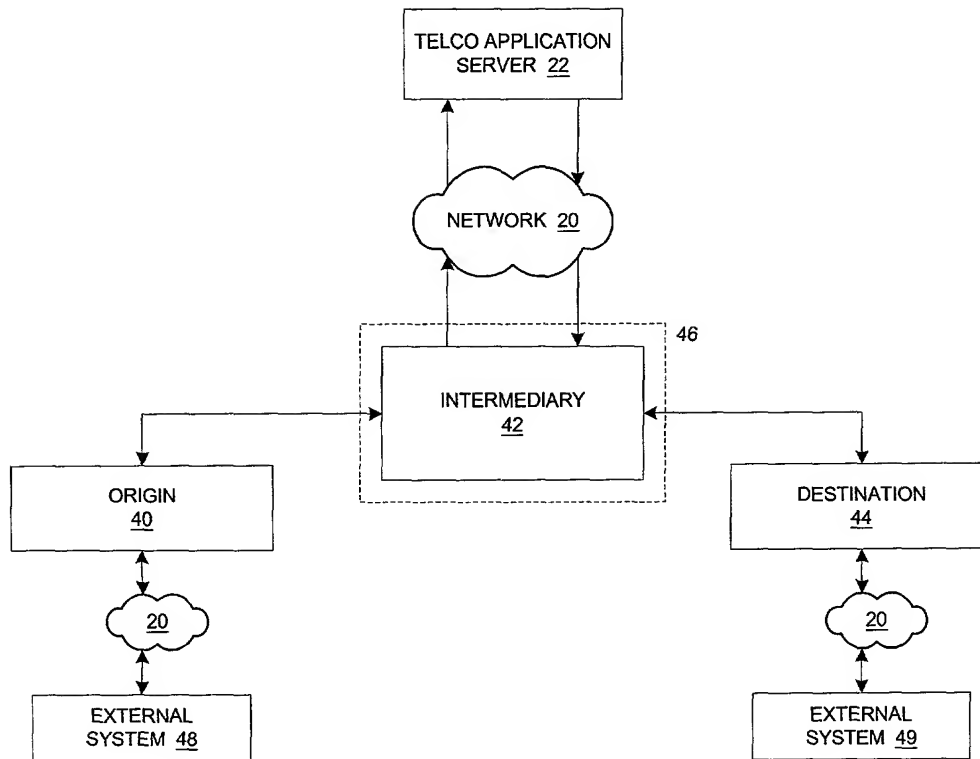 TELCO APPLICATION
SERVER 22
NETWORK 20
46
INTERMEDIARY
42
ORIGIN
40
DESTINATION
44
20
20
EXTERNAL
SYSTEM 48
EXTERNAL
SYSTEM 49